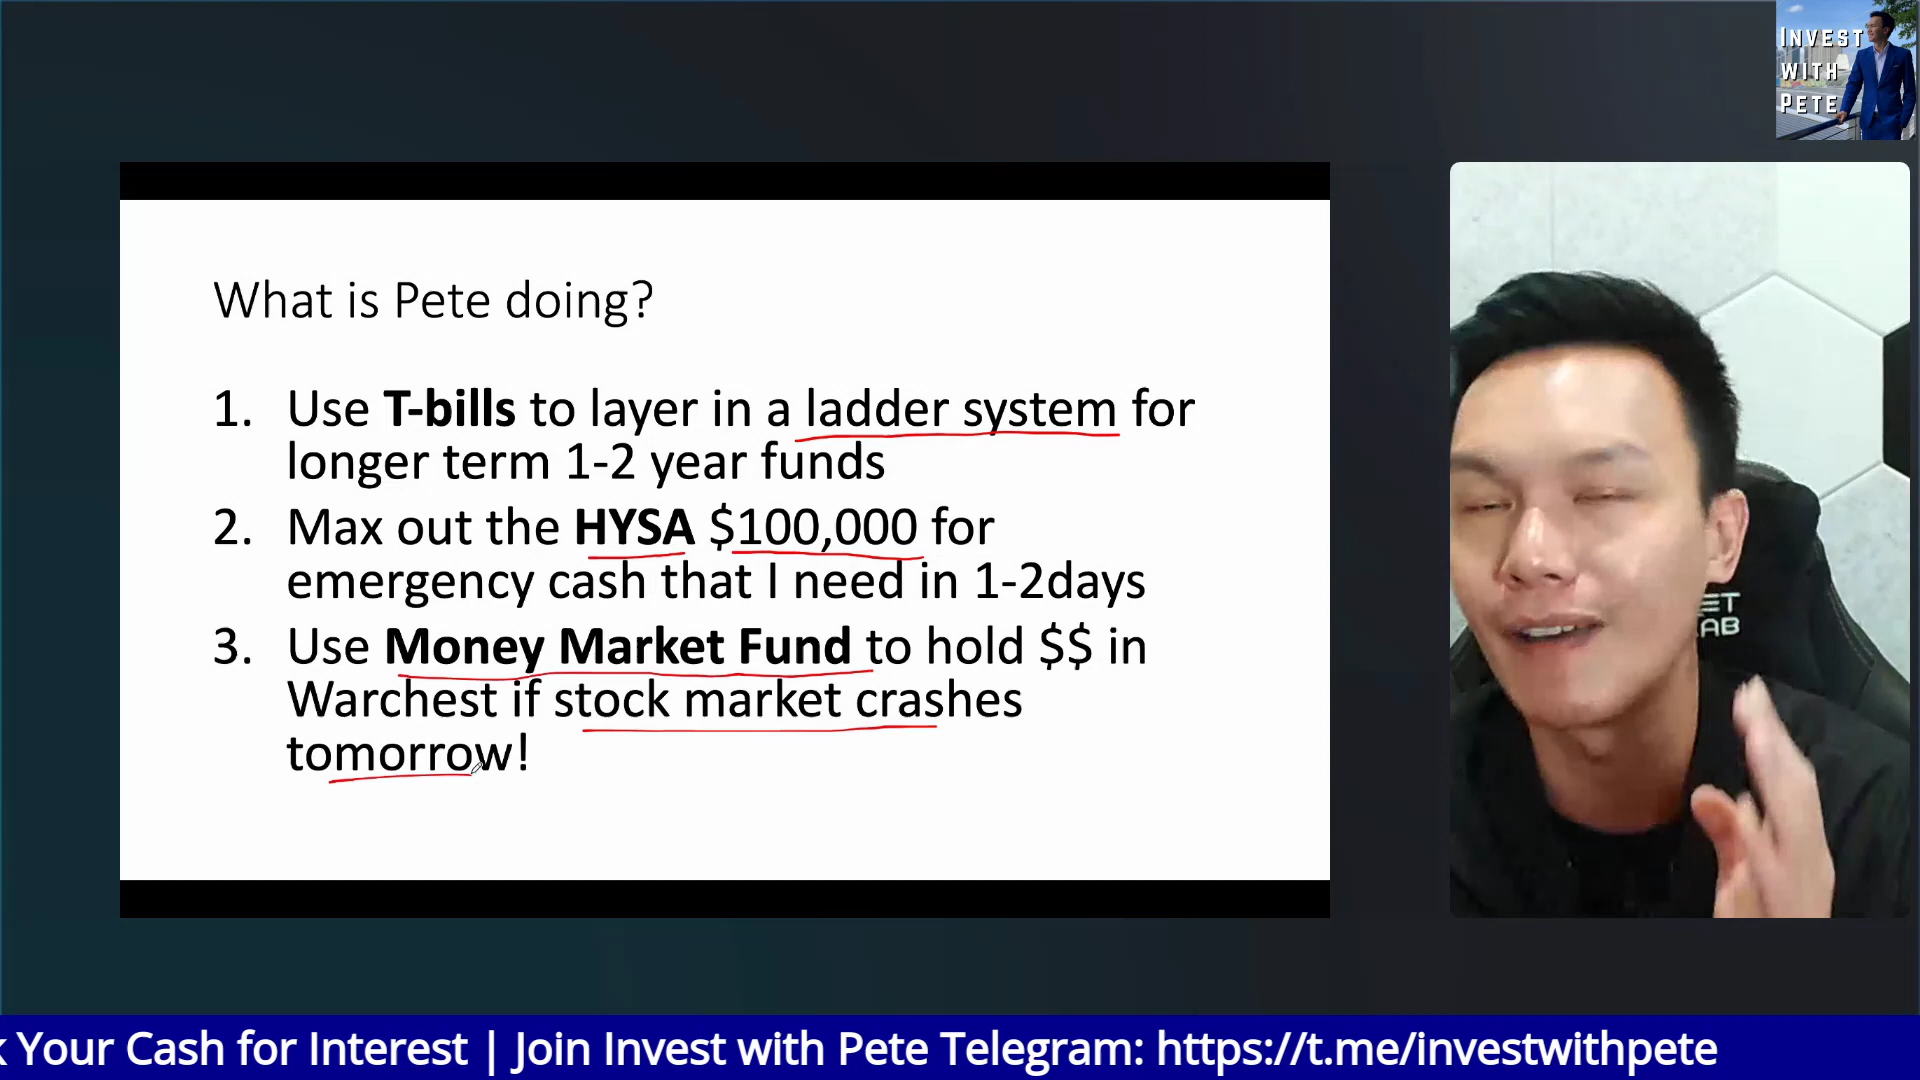 INVEST
WITH
PETE
What is Pete doing?
1. Use T-bills to layer in a ladder system for
longer term 1-2 year funds
2. Max out the HYSA $100,000 for
emergency cash that I need in 1-2days
3. Use Money Market Fund to hold $$ in
Warchest if stock market crashes
tomorrow!
Your Cash for Interest | Join Invest with Pete Telegram: https://t.me/investwithpete